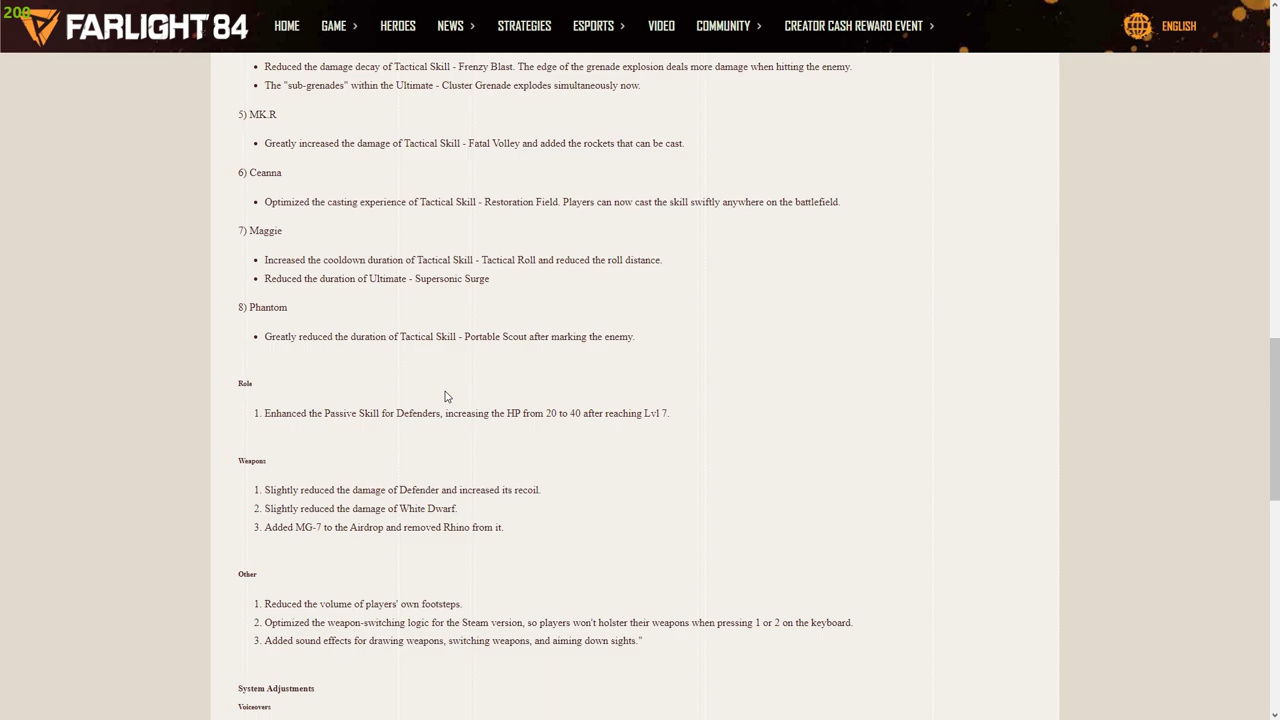 200
FARLIGHT 84
HOME GAME HEROES NEWS STRATEGIES ESPORTS VIDEO COMMUNITY CREATOR CASH REWARD EVENT ENGLISH
• Reduced the damage decay of Tactical Skill - Frenzy Blast. The edge of the grenade explosion deals more damage when hitting the enemy.
• The "sub-grenades" within the Ultimate - Cluster Grenade explodes simultaneously now.
5) MK.R
• Greatly increased the damage of Tactical Skill - Fatal Volley and added the rockets that can be cast.
6) Ceanna
• Optimized the casting experience of Tactical Skill - Restoration Field. Players can now cast the skill swiftly anywhere on the battlefield.
7) Maggie
• Increased the cooldown duration of Tactical Skill - Tactical Roll and reduced the roll distance.
• Reduced the duration of Ultimate - Supersonic Surge
8) Phantom
• Greatly reduced the duration of Tactical Skill - Portable Scout after marking the enemy.
Role
1. Enhanced the Passive Skill for Defenders, increasing the HP from 20 to 40 after reaching Lvl 7.
Weapons
1. Slightly reduced the damage of Defender and increased its recoil.
2. Slightly reduced the damage of White Dwarf.
3. Added MG-7 to the Airdrop and removed Rhino from it.
Other
1. Reduced the volume of players' own footsteps.
2. Optimized the weapon-switching logic for the Steam version, so players won't holster their weapons when pressing 1 or 2 on the keyboard.
3. Added sound effects for drawing weapons, switching weapons, and aiming down sights."
System Adjustments
Voiceovers